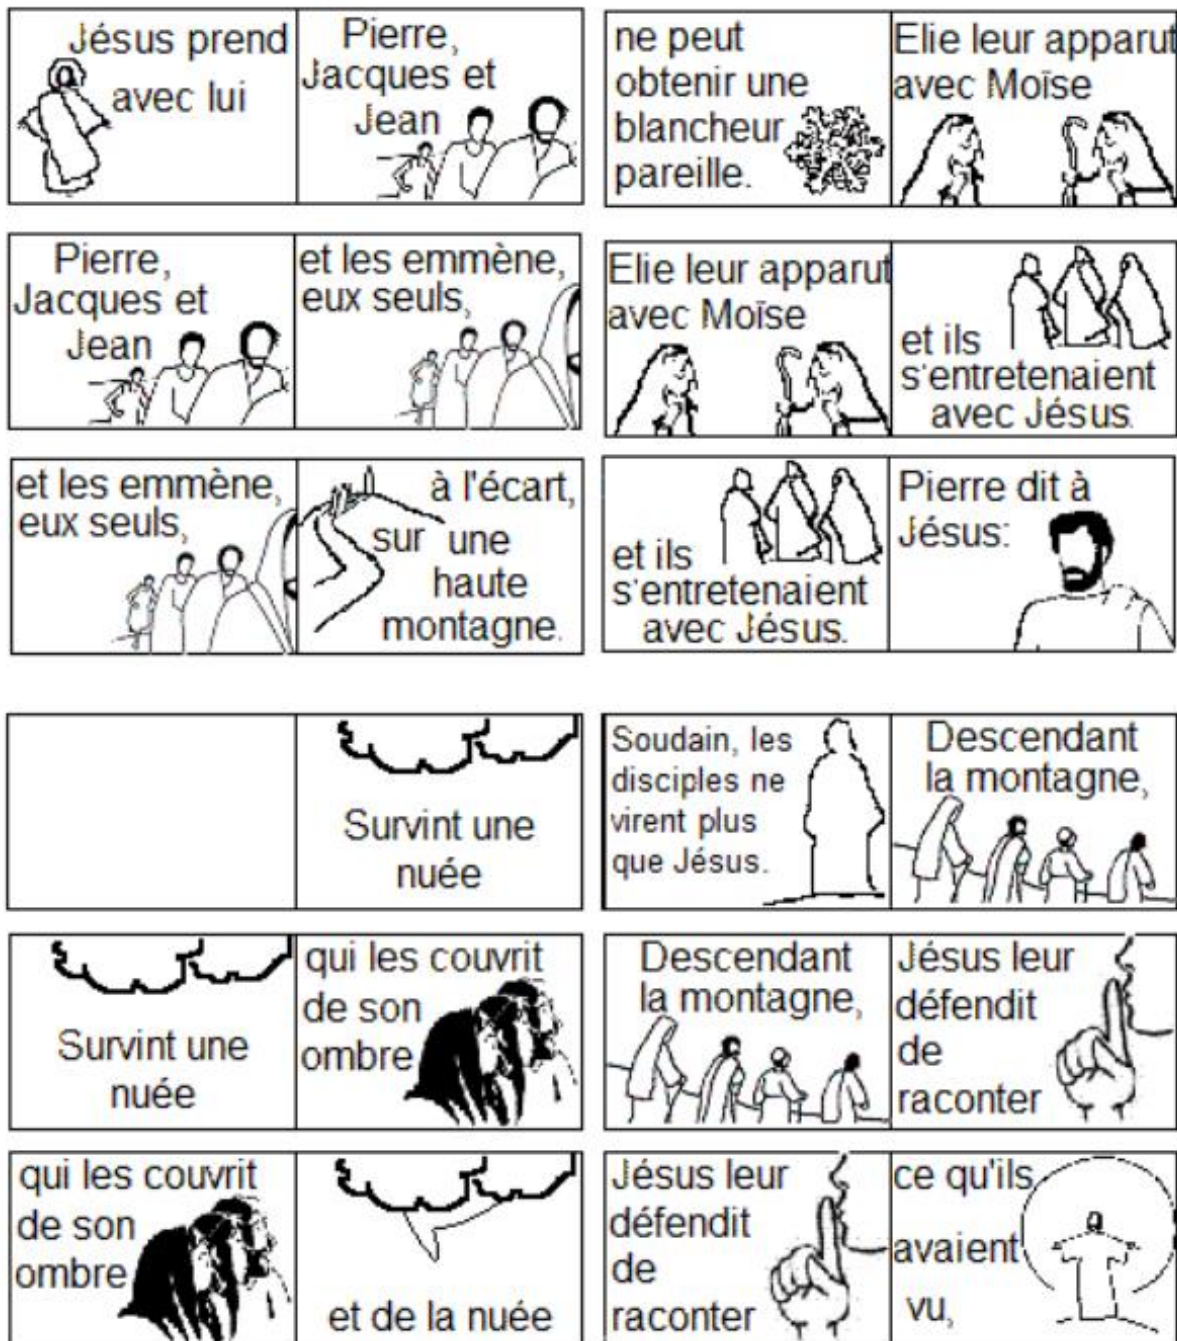 Jésus prend
avec lui
Pierre,
Jacques et
Jean
ne peut
obtenir une
blancheur
pareille.
Elie leur apparut
avec Moïse
Pierre,
Jacques et
Jean
et les emmène,
eux seuls,
Elie leur apparut
avec Moïse
et ils
s'entretenaient
avec Jésus.
et les emmène,
eux seuls,
à l'écart,
sur une
haute
montagne.
et ils
s'entretenaient
avec Jésus.
Pierre dit à
Jésus:
Survint une
nuée
Soudain, les
disciples ne
virent plus
que Jésus.
Descendant
la montagne,
Survint une
nuée
qui les couvrit
de son
ombre
Descendant
la montagne,
Jésus leur
défendit
de
raconter
qui les couvrit
de son
ombre
et de la nuée
Jésus leur
défendit
de
raconter
ce qu'ils
avaient
vu,